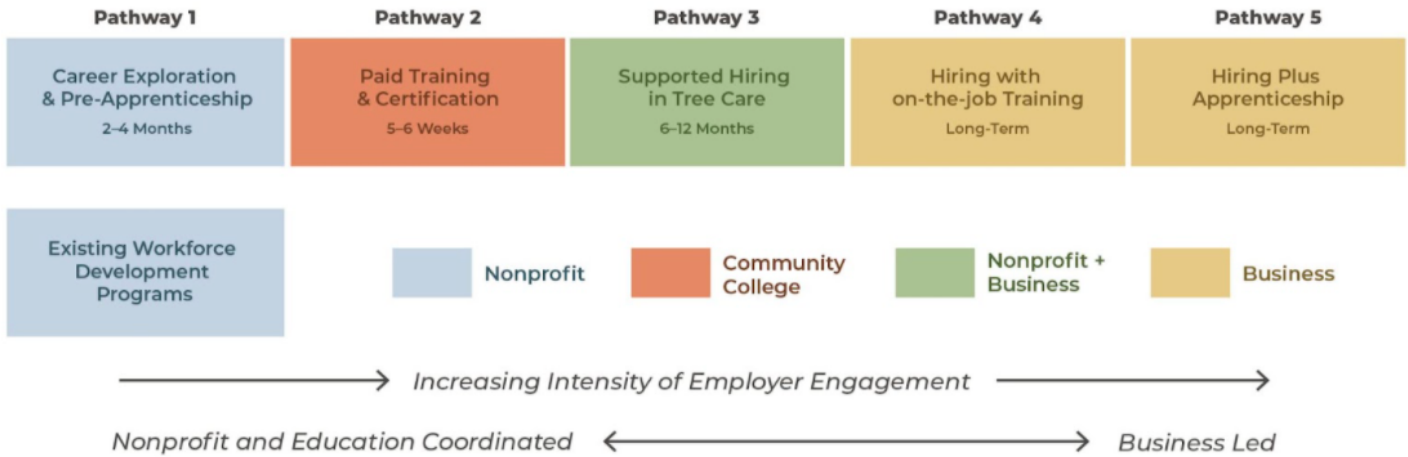 Pathway 1
Pathway 2
Pathway 3
Pathway 4
Pathway 5
Career Exploration
& Pre-Apprenticeship
2–4 Months
Paid Training
& Certification
5–6 Weeks
Supported Hiring
in Tree Care
6–12 Months
Hiring with
on-the-job Training
Long-Term
Hiring Plus
Apprenticeship
Long-Term
Existing Workforce
Development
Programs
Nonprofit
Community
College
Nonprofit +
Business
Business
Increasing Intensity of Employer Engagement
Nonprofit and Education Coordinated
Business Led